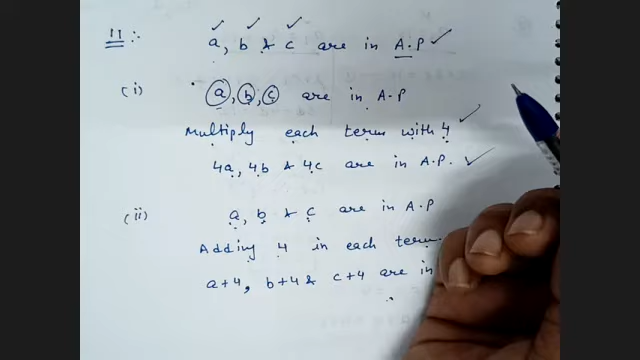 11 :- a, b & c are in A.P
(i) a, b, c are in A.P
Multiply each term with 4
4a, 4b & 4c are in A.P.
(ii) a, b & c are in A.P
Adding 4 in each term.
a+4, b+4 & c+4 are in